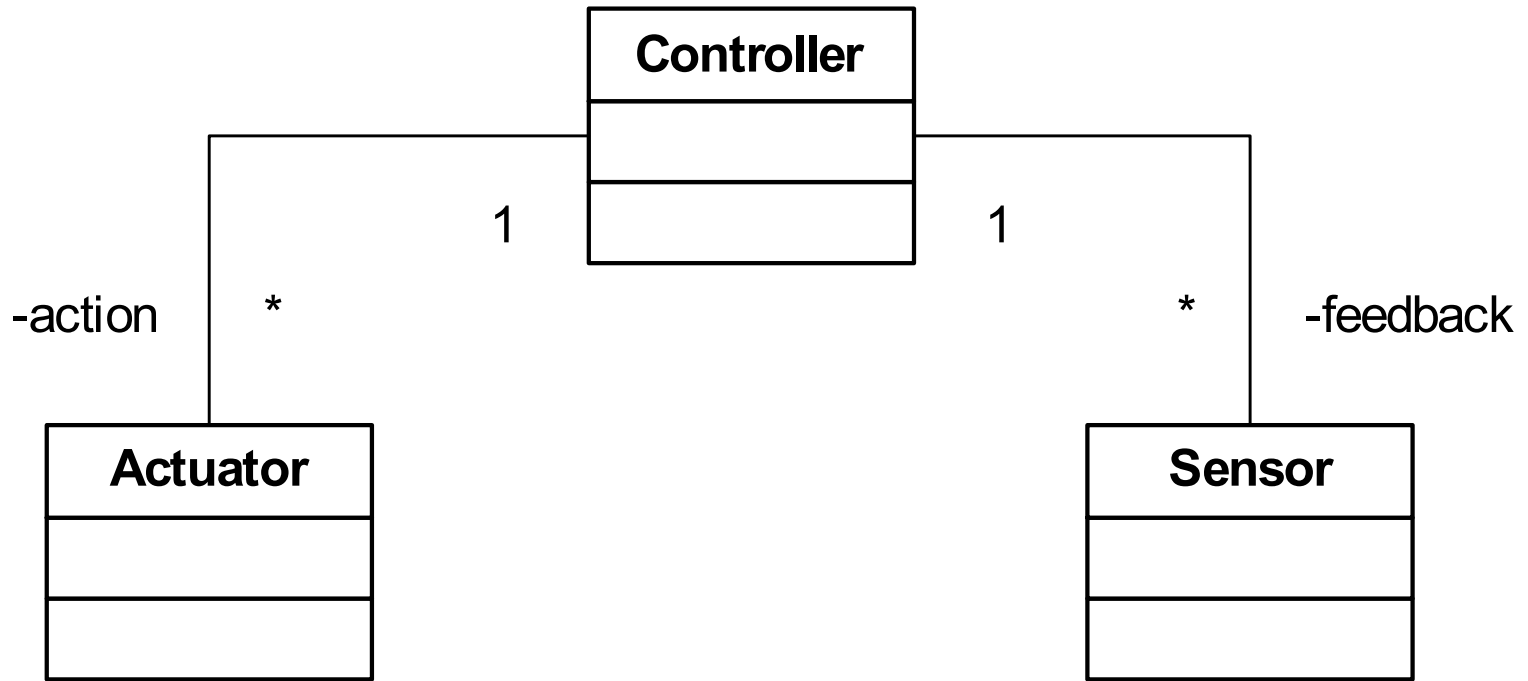 Controller
1
1
-action
*
*
-feedback
Actuator
Sensor